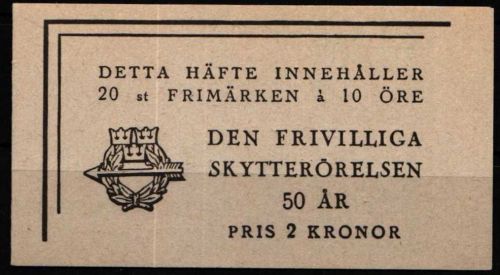 DETTA HÄFTE INNEHÅLLER
20 st FRIMÄRKEN à 10 ÖRE
DEN FRIVILLIGA
SKYTTERÖRELSEN
50 ÅR
PRIS 2 KRONOR